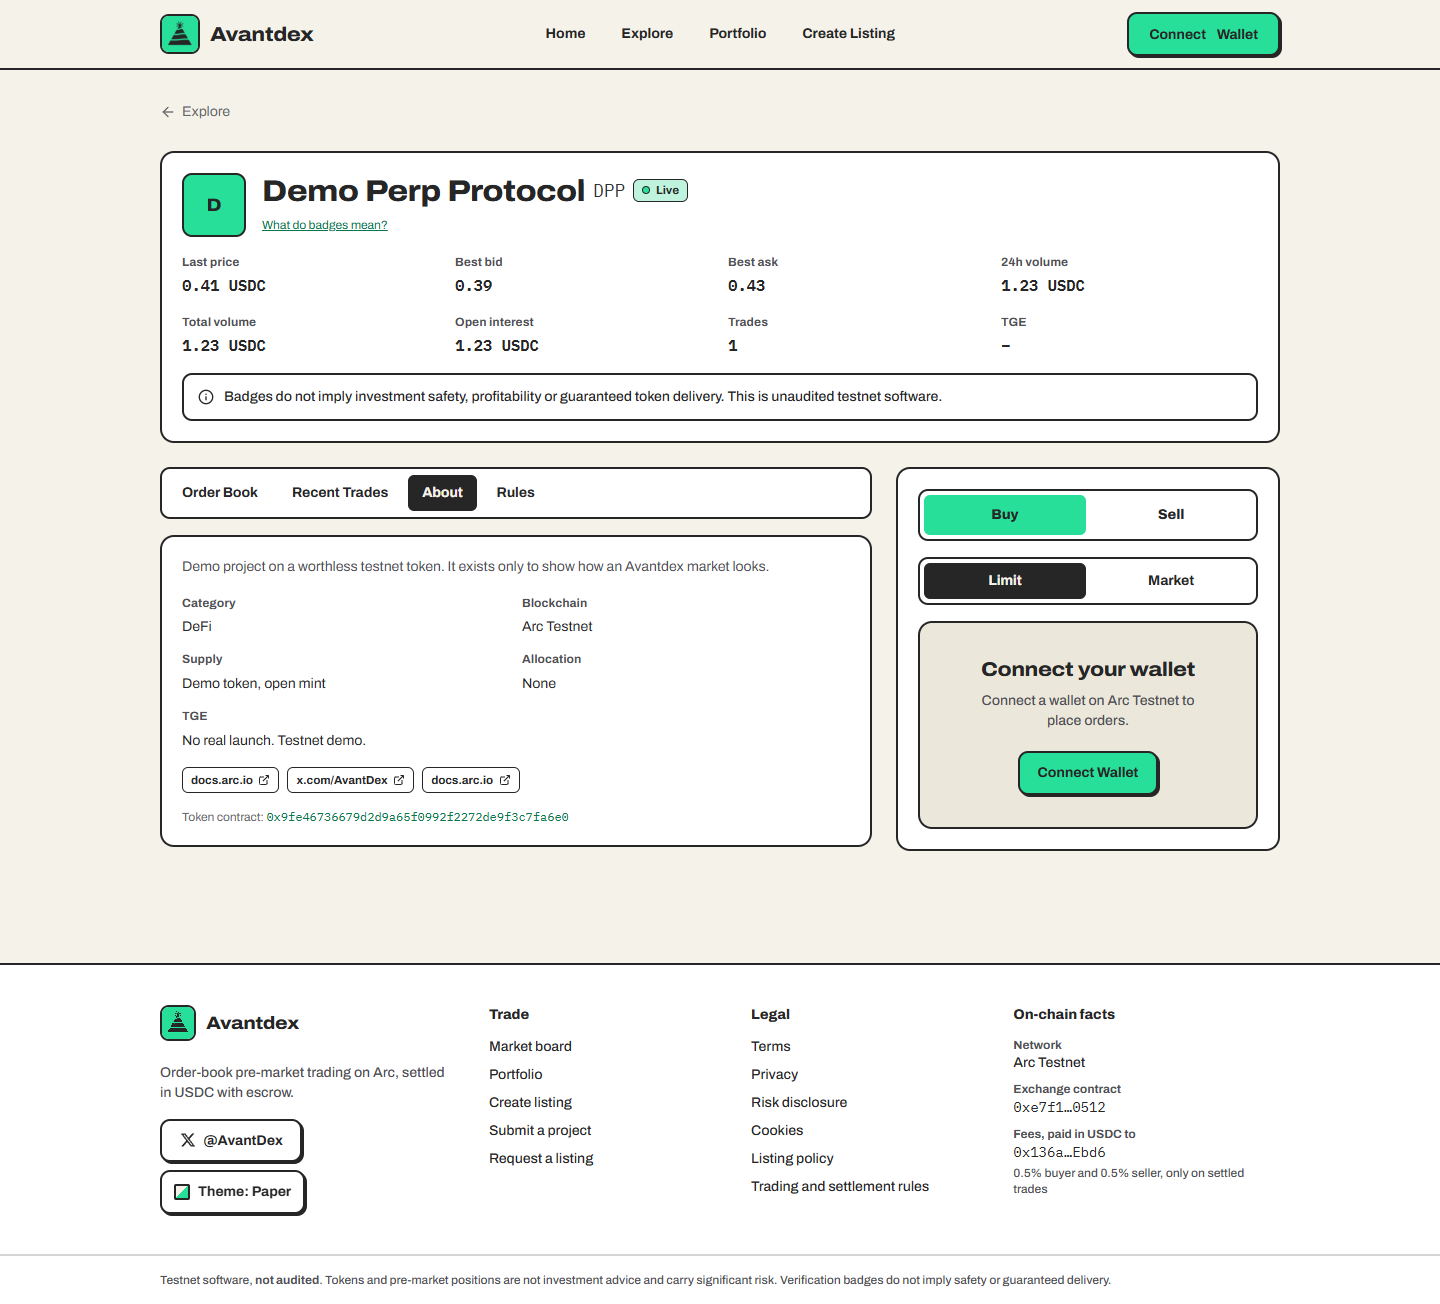 Avantdex
Home Explore Portfolio Create Listing
Connect Wallet
Explore
D
Demo Perp Protocol DPP Live
What do badges mean?
Last price Best bid Best ask 24h volume
0.41 USDC 0.39 0.43 1.23 USDC
Total volume Open interest Trades TGE
1.23 USDC 1.23 USDC 1 –
Badges do not imply investment safety, profitability or guaranteed token delivery. This is unaudited testnet software.
Order Book Recent Trades About Rules
Demo project on a worthless testnet token. It exists only to show how an Avantdex market looks.
Category Blockchain
DeFi Arc Testnet
Supply Allocation
Demo token, open mint None
TGE
No real launch. Testnet demo.
docs.arc.io x.com/AvantDex docs.arc.io
Token contract: 0x9fe46736679d2d9a65f0992f2272de9f3c7fa6e0
Buy Sell
Limit Market
Connect your wallet
Connect a wallet on Arc Testnet to
place orders.
Connect Wallet
Avantdex
Order-book pre-market trading on Arc, settled
in USDC with escrow.
@AvantDex
Theme: Paper
Trade
Market board
Portfolio
Create listing
Submit a project
Request a listing
Legal
Terms
Privacy
Risk disclosure
Cookies
Listing policy
Trading and settlement rules
On-chain facts
Network
Arc Testnet
Exchange contract
0xe7f1…0512
Fees, paid in USDC to
0x136a…Ebd6
0.5% buyer and 0.5% seller, only on settled
trades
Testnet software, not audited. Tokens and pre-market positions are not investment advice and carry significant risk. Verification badges do not imply safety or guaranteed delivery.